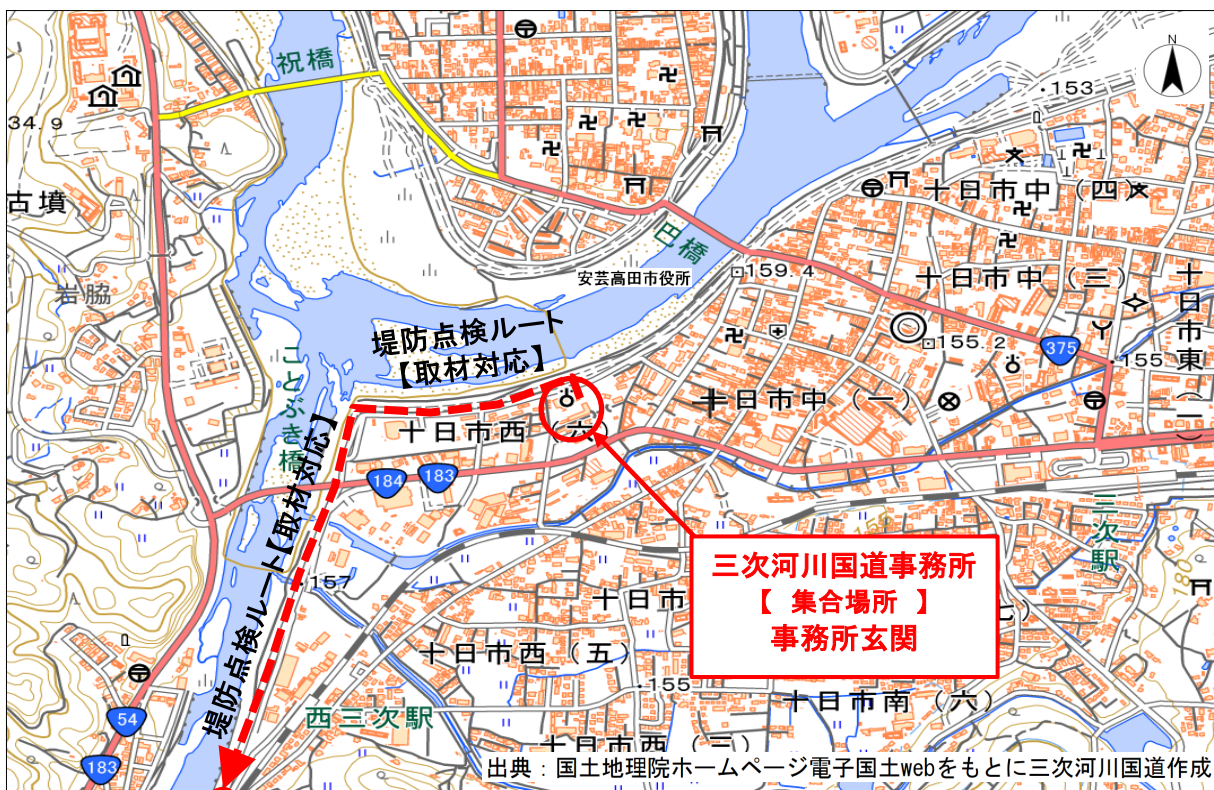 N
祝橋
・153
34.9
古墳
十日市中（四）
巴橋
安芸高田市役所
159.4
十日市中（三）
岩脇
十日市東（一）
155.2
375
155
堤防点検ルート
【取材対応】
ことぶき橋
十日市中（一）
十日市西（六）
184
183
堤防点検ルート【取材対応】
・157
三次駅
三次河川国道事務所
【 集合場所 】
事務所玄関
十日市
七）
十日市西（五）
・155
十日市南（六）
54
西三次駅
183
十日市西（三）
出典：国土地理院ホームページ電子国土webをもとに三次河川国道作成